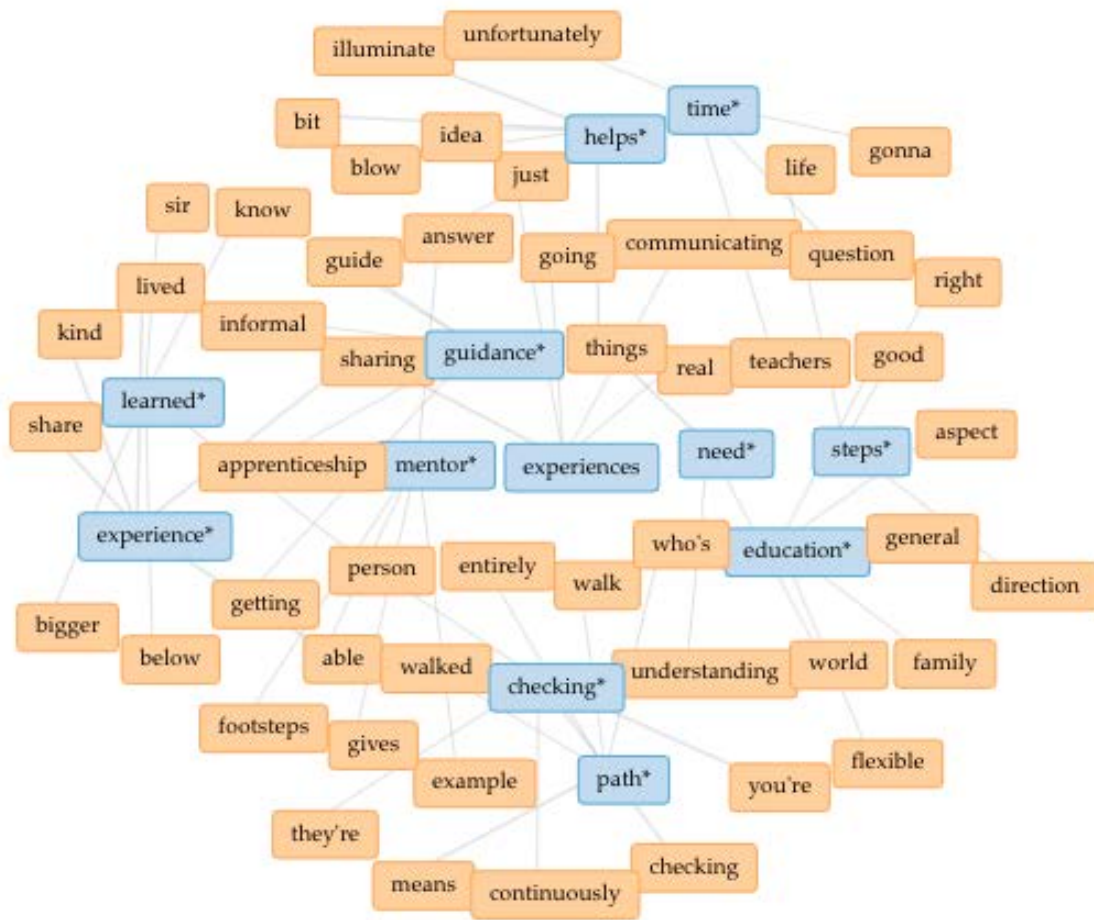 unfortunately
illuminate
time*
bit
idea
helps*
gonna
blow
just
life
sir
know
answer
communicating
guide
going
question
right
lived
kind
informal
sharing
guidance*
things
real
teachers
good
learned*
share
apprenticeship
mentor*
experiences
need*
steps*
aspect
experience*
person
entirely
walk
who's
education*
general
direction
bigger
below
getting
able
walked
checking*
understanding
world
family
footsteps
gives
example
path*
you're
flexible
they're
means
continuously
checking